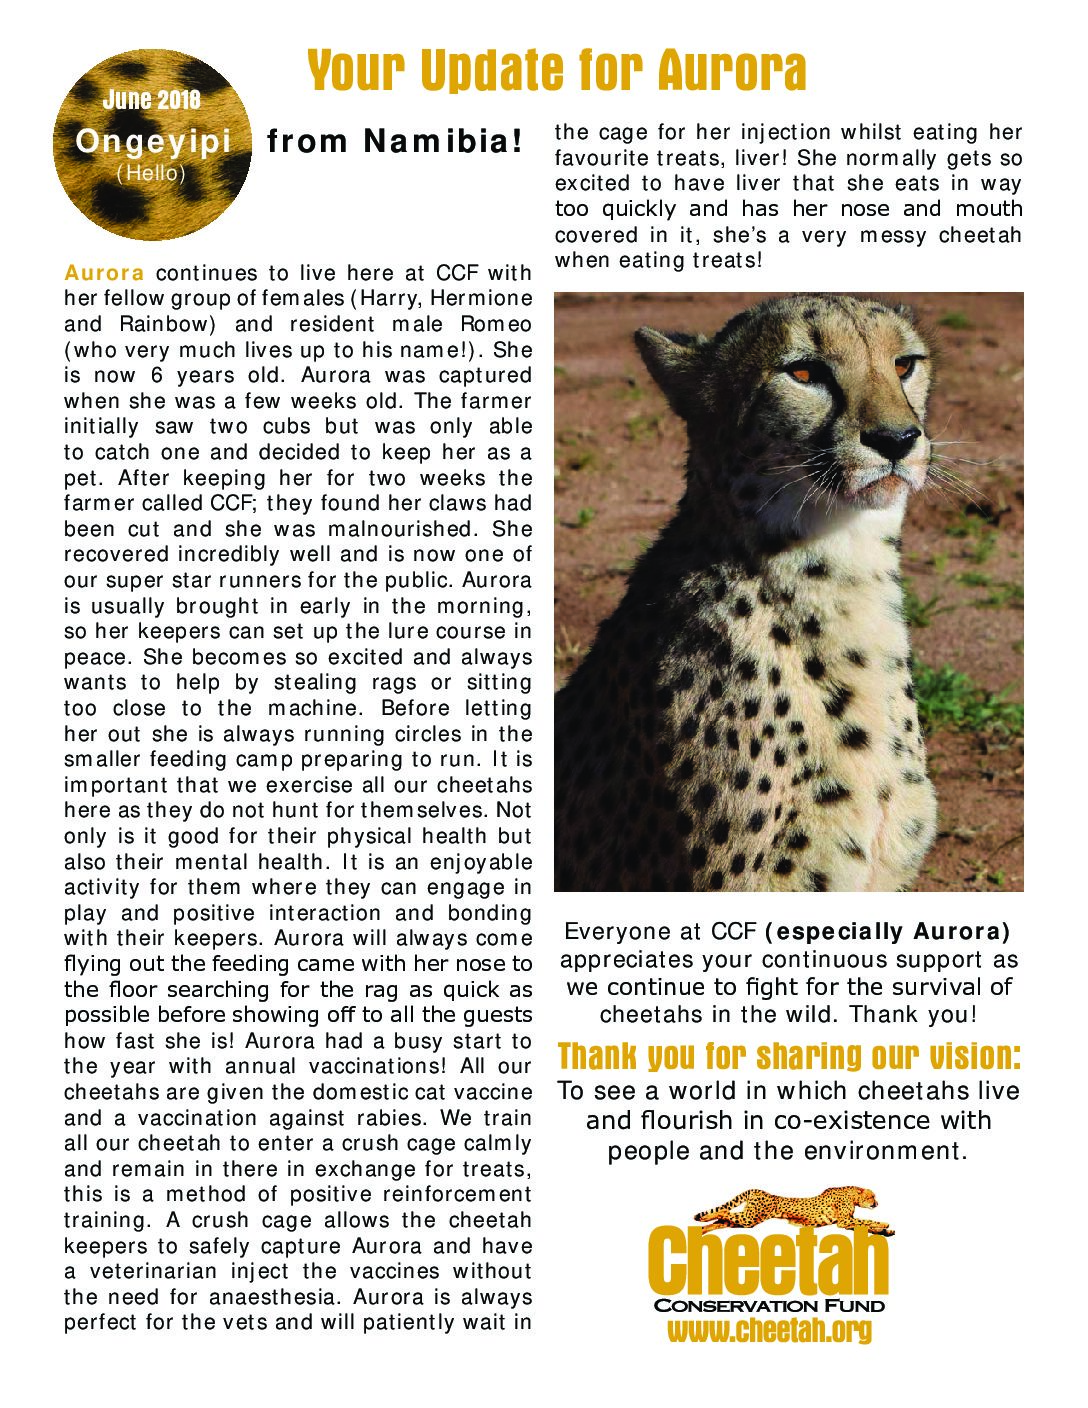 Your Update for Aurora
June 2018
Ongeyipi from Namibia!
(Hello)
Aurora continues to live here at CCF with
her fellow group of females (Harry, Hermione
and Rainbow) and resident male Romeo
(who very much lives up to his name!). She
is now 6 years old. Aurora was captured
when she was a few weeks old. The farmer
initially saw two cubs but was only able
to catch one and decided to keep her as a
pet. After keeping her for two weeks the
farmer called CCF; they found her claws had
been cut and she was malnourished. She
recovered incredibly well and is now one of
our super star runners for the public. Aurora
is usually brought in early in the morning,
so her keepers can set up the lure course in
peace. She becomes so excited and always
wants to help by stealing rags or sitting
too close to the machine. Before letting
her out she is always running circles in the
smaller feeding camp preparing to run. It is
important that we exercise all our cheetahs
here as they do not hunt for themselves. Not
only is it good for their physical health but
also their mental health. It is an enjoyable
activity for them where they can engage in
play and positive interaction and bonding
with their keepers. Aurora will always come
flying out the feeding came with her nose to
the floor searching for the rag as quick as
possible before showing off to all the guests
how fast she is! Aurora had a busy start to
the year with annual vaccinations! All our
cheetahs are given the domestic cat vaccine
and a vaccination against rabies. We train
all our cheetah to enter a crush cage calmly
and remain in there in exchange for treats,
this is a method of positive reinforcement
training. A crush cage allows the cheetah
keepers to safely capture Aurora and have
a veterinarian inject the vaccines without
the need for anaesthesia. Aurora is always
perfect for the vets and will patiently wait in
the cage for her injection whilst eating her
favourite treats, liver! She normally gets so
excited to have liver that she eats in way
too quickly and has her nose and mouth
covered in it, she's a very messy cheetah
when eating treats!
Everyone at CCF (especially Aurora)
appreciates your continuous support as
we continue to fight for the survival of
cheetahs in the wild. Thank you!
Thank you for sharing our vision:
To see a world in which cheetahs live
and flourish in co-existence with
people and the environment.
Cheetah
CONSERVATION FUND
www.cheetah.org